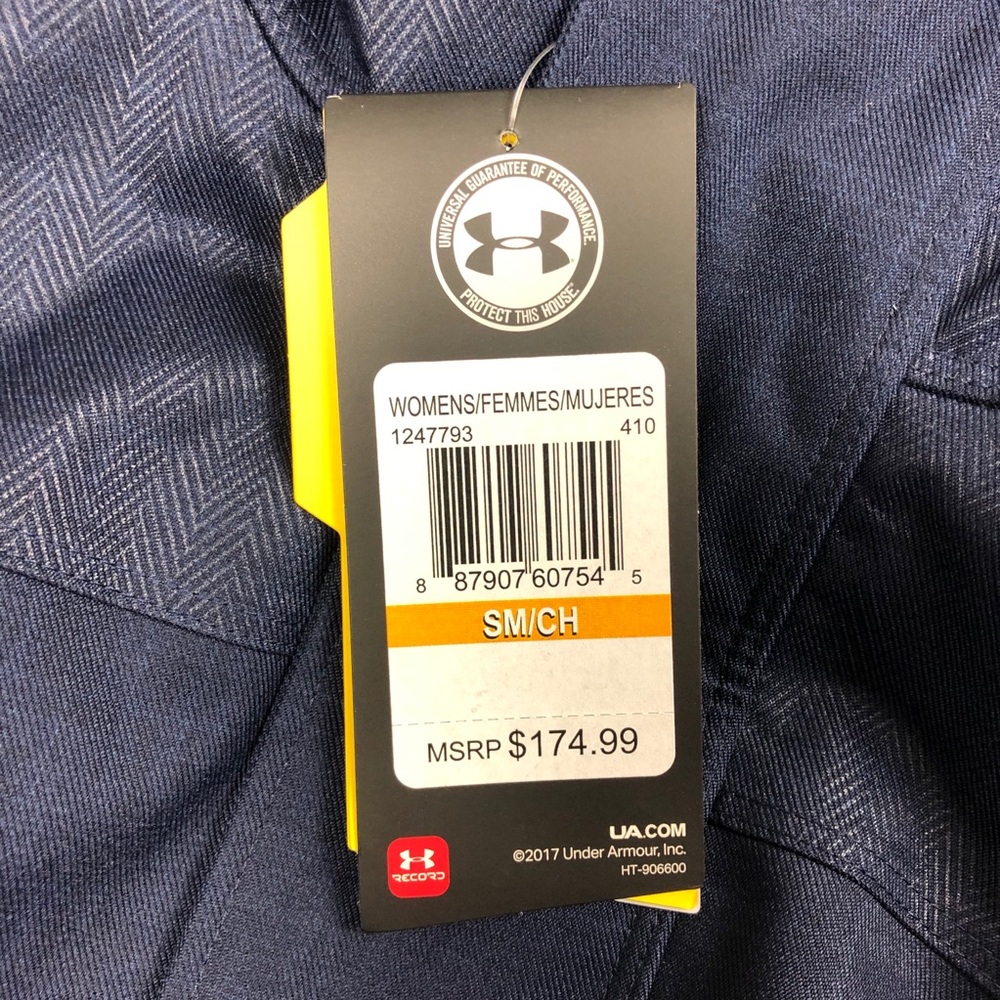 UNIVERSAL GUARANTEE OF PERFORMANCE.
PROTECT THIS HOUSE.
WOMENS/FEMMES/MUJERES
1247793 410
8 87907 60754 5
SM/CH
MSRP $174.99
UA.COM
©2017 Under Armour, Inc.
HT-906600
RECORD